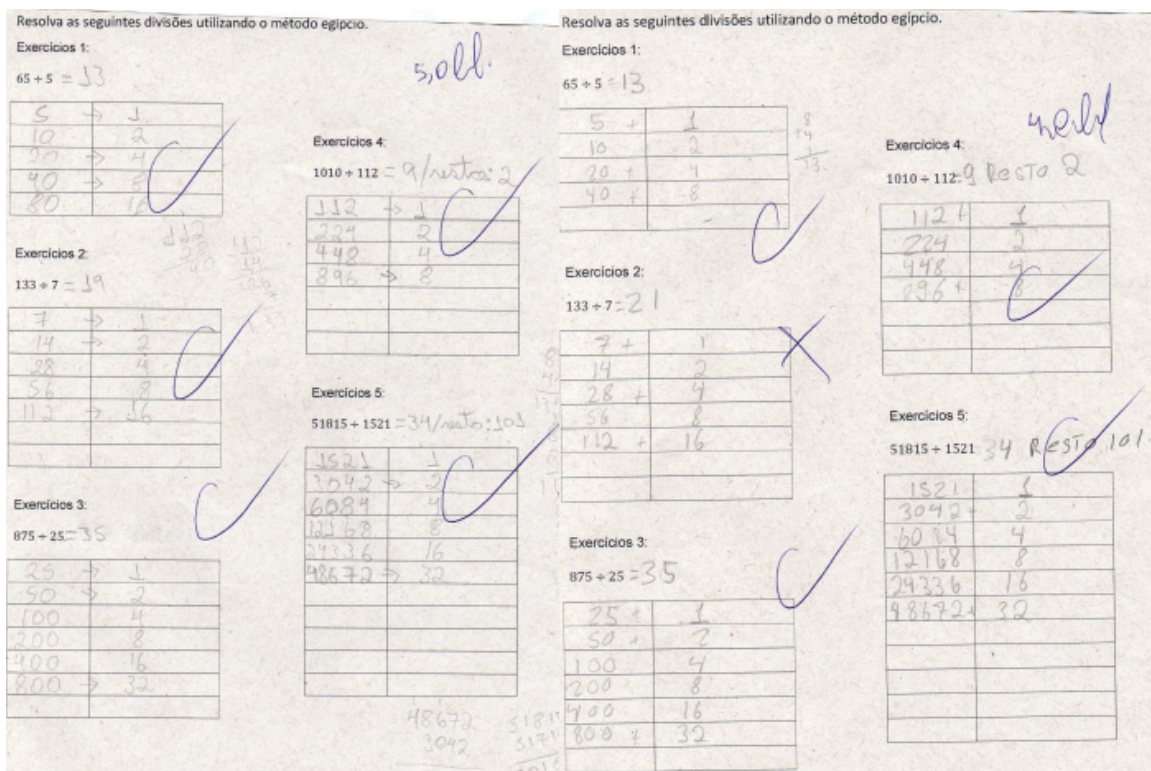 Resolva as seguintes divisões utilizando o método egípcio.
Exercícios 1:
65 ÷ 5 = 13
5 → 1
10 2
20 → 4
40 → 8
80 16
Exercícios 2:
133 ÷ 7 = 19
7 → 1
14 → 2
28 4
56 8
112 → 16
Exercícios 3:
875 ÷ 25 = 35
25 → 1
50 → 2
100 4
200 8
400 16
800 → 32
5,0
Exercícios 4:
1010 ÷ 112 = 9/resto: 2
112 → 1
224 2
448 4
896 → 8
Exercícios 5:
51815 ÷ 1521 = 34/resto: 101
1521 1
3042 → 2
6084 4
12168 8
24336 16
48672 → 32
48672
3042
Resolva as seguintes divisões utilizando o método egípcio.
Exercícios 1:
65 ÷ 5 = 13
5 + 1
10 2
20 + 4
40 + 8
8
+4
1
13
Exercícios 2:
133 ÷ 7 = 21
7 + 1
14 2
28 + 4
56 8
112 + 16
Exercícios 3:
875 ÷ 25 = 35
25 + 1
50 + 2
100 4
200 8
400 16
800 + 32
Exercícios 4:
1010 ÷ 112 = 9 RESTO 2
112 + 1
224 2
448 4
896 + 8
Exercícios 5:
51815 ÷ 1521 34 RESTO 101
1521 1
3042 + 2
6084 4
12168 8
24336 16
48672 + 32